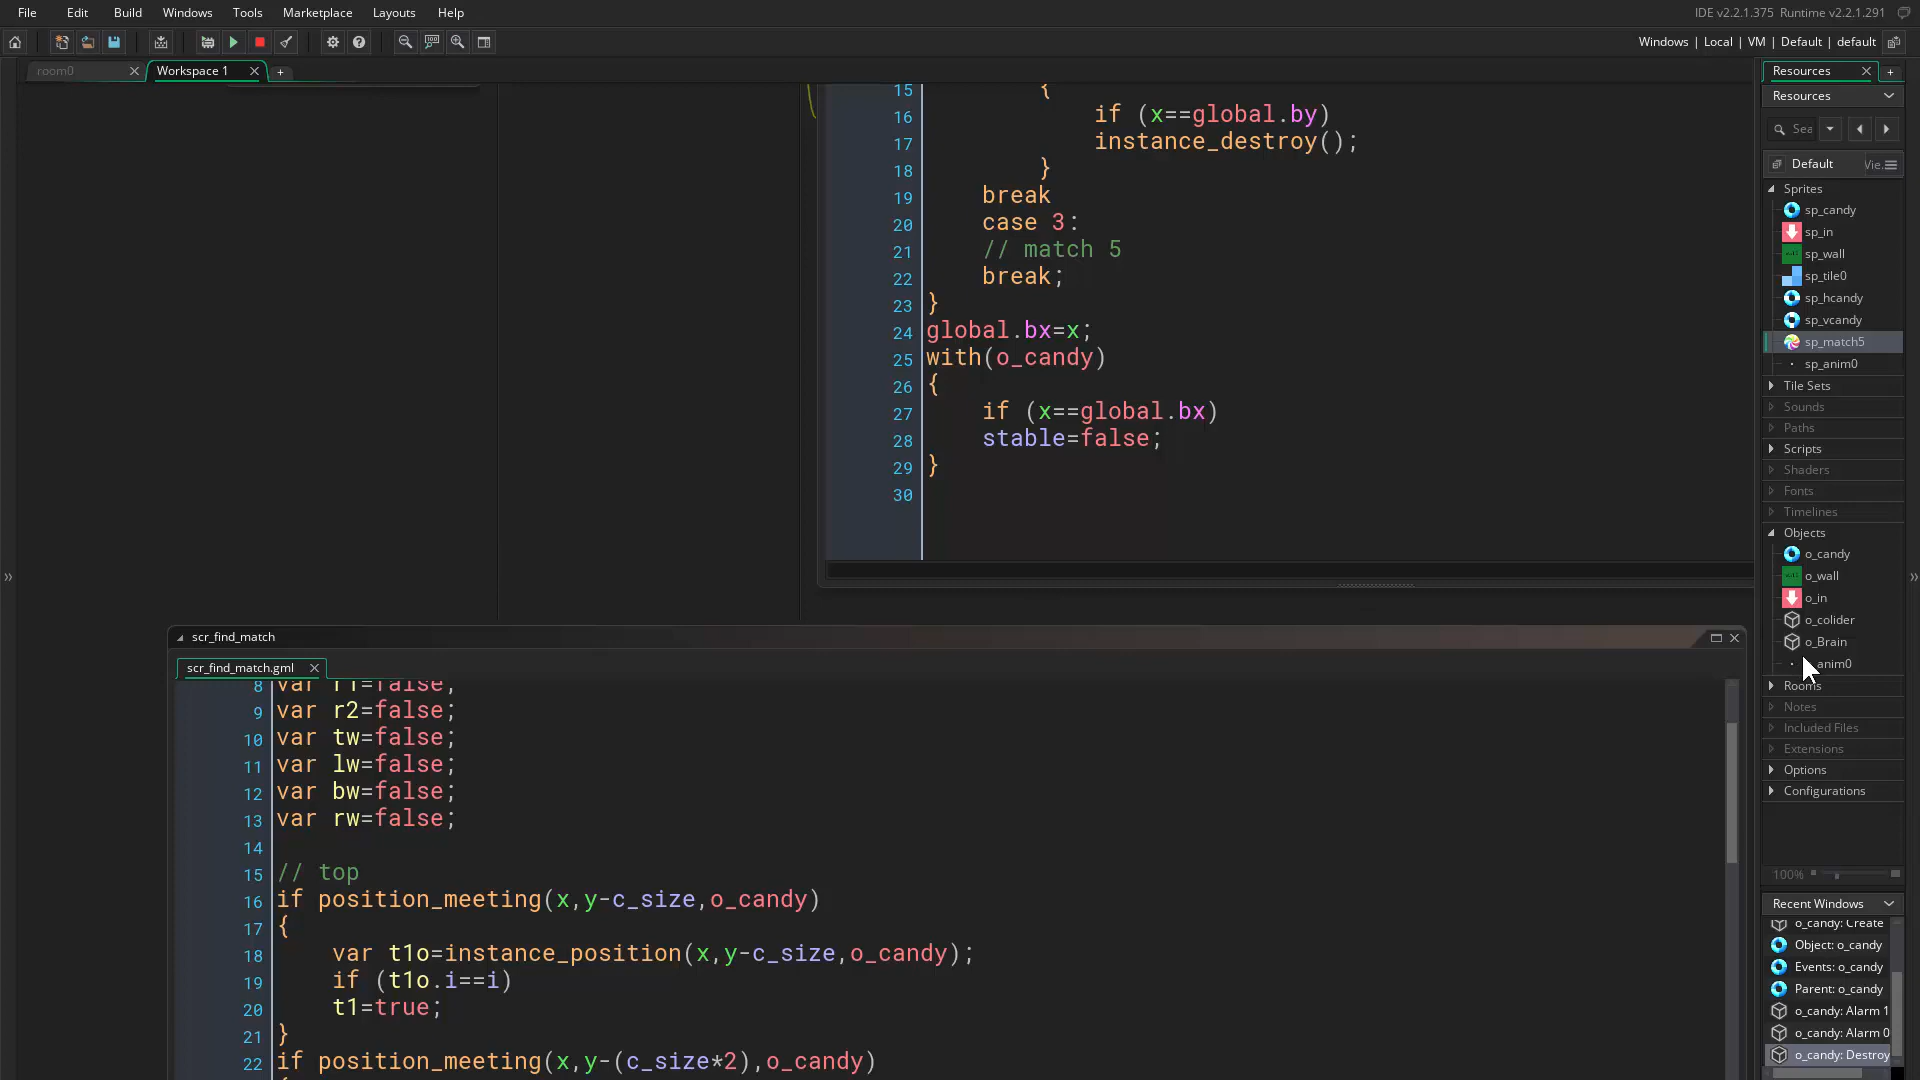 File Edit Build Windows Tools Marketplace Layouts Help
IDE v2.2.1.375 Runtime v2.2.1.291
Windows | Local | VM | Default | default
room0
Workspace 1
Resources
Resources
Sea
Default
Vie
Sprites
sp_candy
sp_in
sp_wall
sp_tile0
sp_hcandy
sp_vcandy
sp_match5
sp_anim0
Tile Sets
Sounds
Paths
Scripts
Shaders
Fonts
Timelines
Objects
o_candy
o_wall
o_in
o_colider
o_Brain
_anim0
Rooms
Notes
Included Files
Extensions
Options
Configurations
100%
Recent Windows
o_candy: Create
Object: o_candy
Events: o_candy
Parent: o_candy
o_candy: Alarm 1
o_candy: Alarm 0
o_candy: Destroy
15 {
16 if (x==global.by)
17 instance_destroy();
18 }
19 break
20 case 3:
21 // match 5
22 break;
23 }
24 global.bx=x;
25 with(o_candy)
26 {
27 if (x==global.bx)
28 stable=false;
29 }
30
scr_find_match
scr_find_match.gml
8 var r1=false;
9 var r2=false;
10 var tw=false;
11 var lw=false;
12 var bw=false;
13 var rw=false;
14
15 // top
16 if position_meeting(x,y-c_size,o_candy)
17 {
18 var t1o=instance_position(x,y-c_size,o_candy);
19 if (t1o.i==i)
20 t1=true;
21 }
22 if position_meeting(x,y-(c_size*2),o_candy)